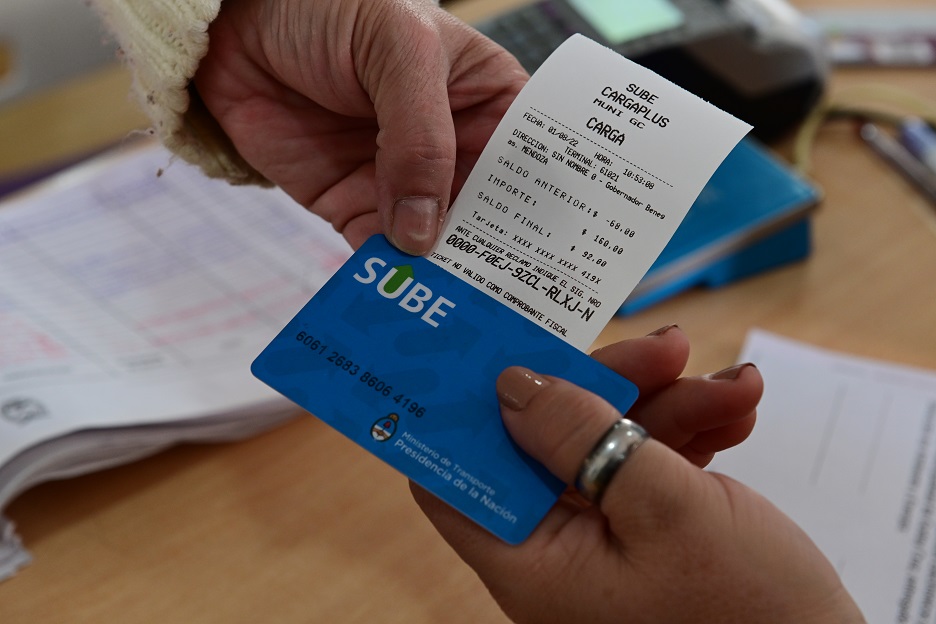 SUBE
CARGAPLUS
MUNI GC
CARGA
FECHA: 01/08/22 HORA: 10:53:08
TERMINAL: 61021
DIRECCION: SIN NOMBRE 0 - Gobernador Beneg
as. MENDOZA
SALDO ANTERIOR:$ -68.00
IMPORTE: $ 160.00
SALDO FINAL: $ 92.00
Tarjeta: XXXX XXXX XXXX 419X
ANTE CUALQUIER RECLAMO INDIQUE EL SIG. NRO
0000-F0EJ-9ZCL-RLXJ-N
TICKET NO VALIDO COMO COMPROBANTE FISCAL
SUBE
6061 2683 8606 4196
Ministerio de Transporte
Presidencia de la Nación